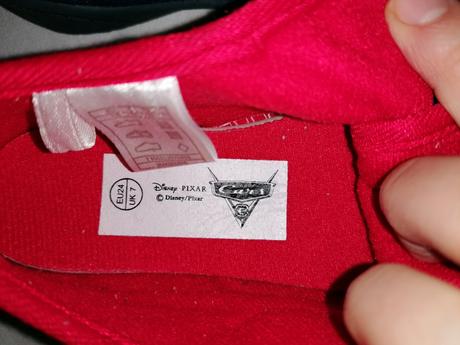 EU24
UK 7
Disney PIXAR
© Disney/Pixar
Cars
3